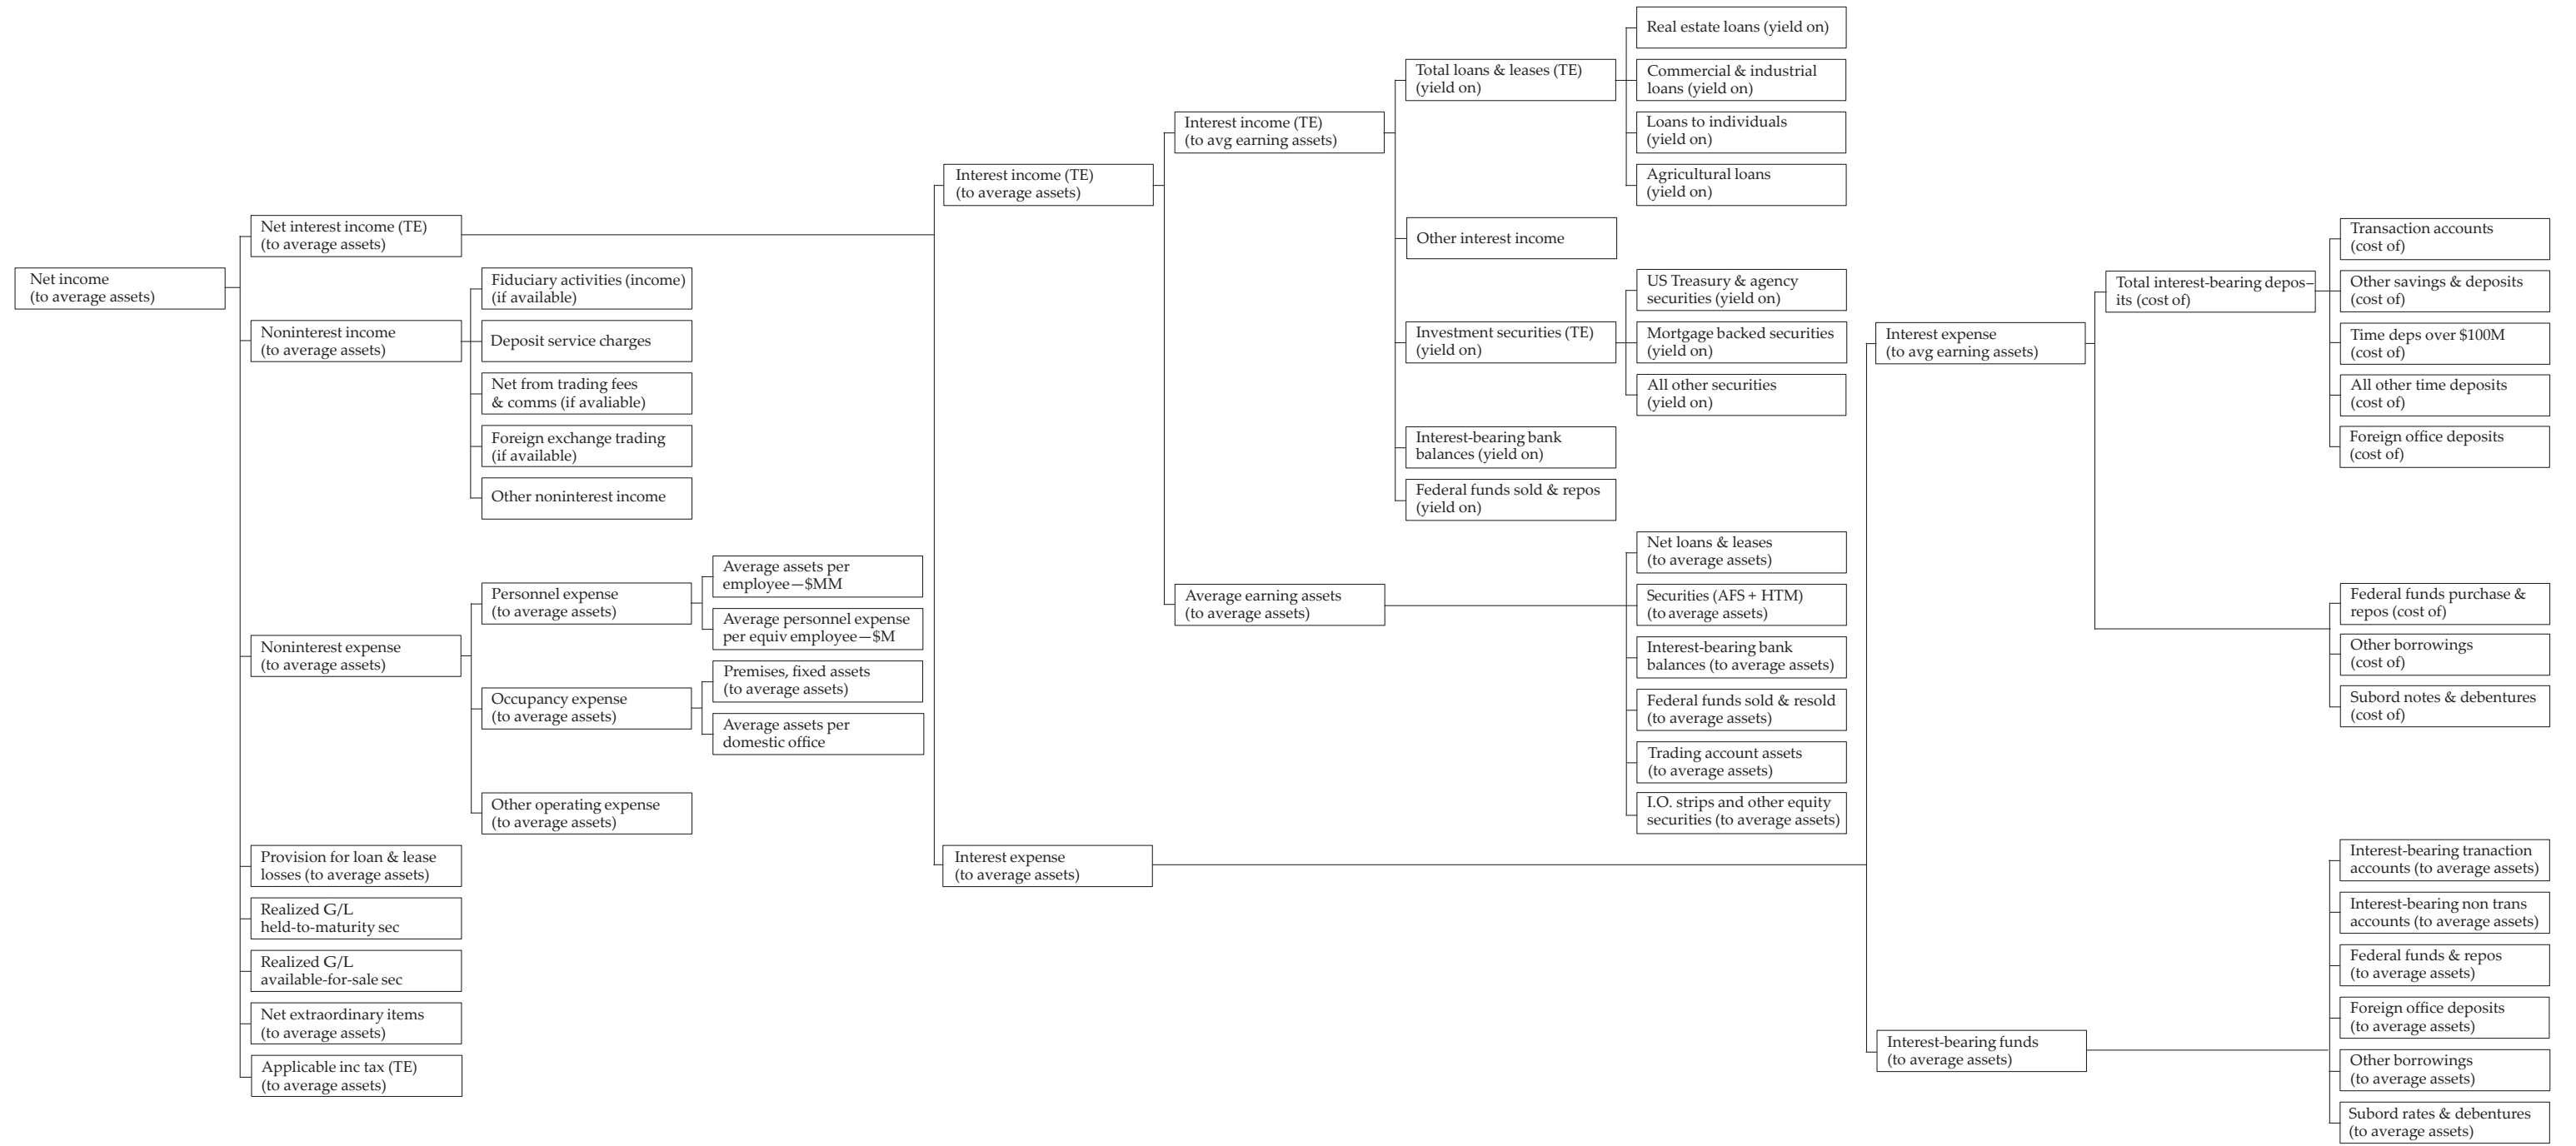 Net income
(to average assets)
Net interest income (TE)
(to average assets)
Noninterest income
(to average assets)
Noninterest expense
(to average assets)
Provision for loan & lease
losses (to average assets)
Realized G/L
held-to-maturity sec
Realized G/L
available-for-sale sec
Net extraordinary items
(to average assets)
Applicable inc tax (TE)
(to average assets)
Fiduciary activities (income)
(if available)
Deposit service charges
Net from trading fees
& comms (if avaliable)
Foreign exchange trading
(if available)
Other noninterest income
Personnel expense
(to average assets)
Occupancy expense
(to average assets)
Other operating expense
(to average assets)
Average assets per
employee—$MM
Average personnel expense
per equiv employee—$M
Premises, fixed assets
(to average assets)
Average assets per
domestic office
Interest income (TE)
(to average assets)
Interest expense
(to average assets)
Interest income (TE)
(to avg earning assets)
Average earning assets
(to average assets)
Total loans & leases (TE)
(yield on)
Other interest income
Investment securities (TE)
(yield on)
Interest-bearing bank
balances (yield on)
Federal funds sold & repos
(yield on)
Real estate loans (yield on)
Commercial & industrial
loans (yield on)
Loans to individuals
(yield on)
Agricultural loans
(yield on)
US Treasury & agency
securities (yield on)
Mortgage backed securities
(yield on)
All other securities
(yield on)
Net loans & leases
(to average assets)
Securities (AFS + HTM)
(to average assets)
Interest-bearing bank
balances (to average assets)
Federal funds sold & resold
(to average assets)
Trading account assets
(to average assets)
I.O. strips and other equity
securities (to average assets)
Interest expense
(to avg earning assets)
Interest-bearing funds
(to average assets)
Total interest-bearing depos–
its (cost of)
Transaction accounts
(cost of)
Other savings & deposits
(cost of)
Time deps over $100M
(cost of)
All other time deposits
(cost of)
Foreign office deposits
(cost of)
Federal funds purchase &
repos (cost of)
Other borrowings
(cost of)
Subord notes & debentures
(cost of)
Interest-bearing tranaction
accounts (to average assets)
Interest-bearing non trans
accounts (to average assets)
Federal funds & repos
(to average assets)
Foreign office deposits
(to average assets)
Other borrowings
(to average assets)
Subord rates & debentures
(to average assets)